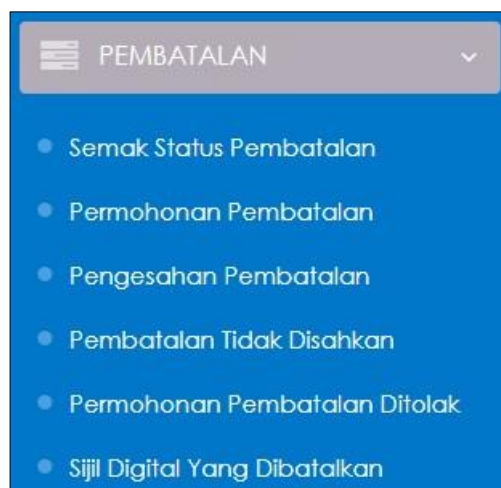 PEMBATALAN
Semak Status Pembatalan
Permohonan Pembatalan
Pengesahan Pembatalan
Pembatalan Tidak Disahkan
Permohonan Pembatalan Ditolak
Sijil Digital Yang Dibatalkan